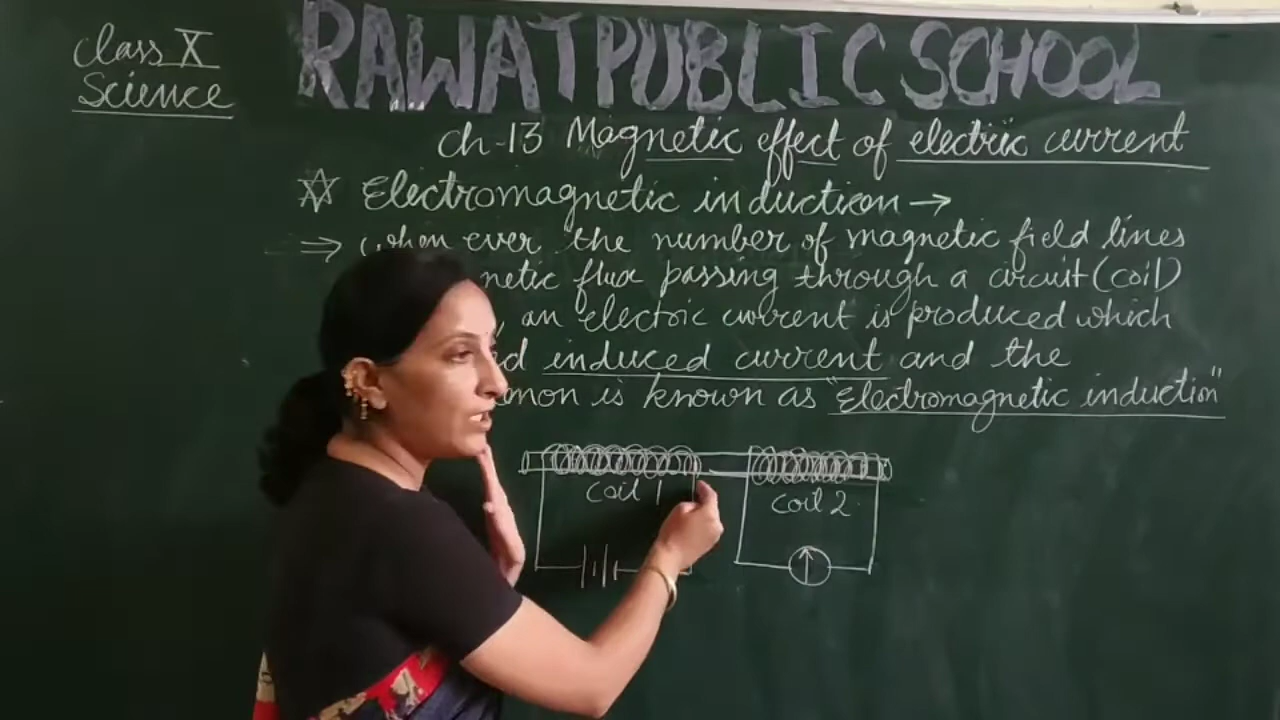 Class X
Science
RAWAT PUBLIC SCHOOL
ch-13 Magnetic effect of electric current
Electromagnetic induction →
⇒ when ever the number of magnetic field lines
netic flux passing through a circuit (coil)
, an electric current is produced which
induced current and the
is known as "Electromagnetic induction"
Coil 1
Coil 2